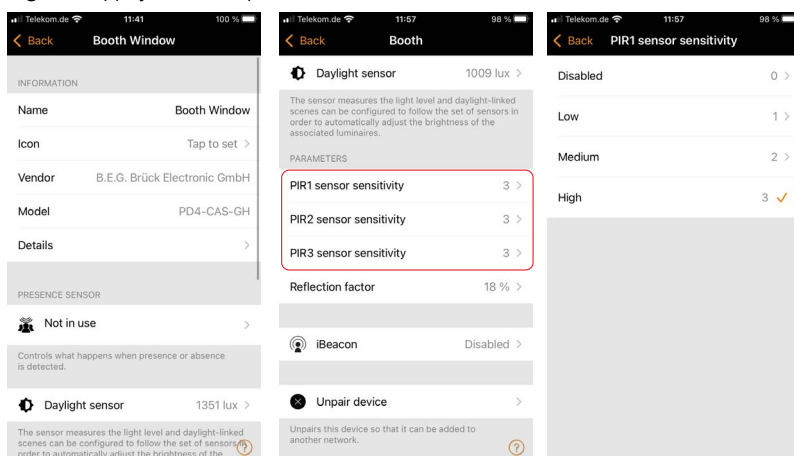 Telekom.de 11:41 100 %
Back Booth Window
INFORMATION
Name Booth Window
Icon Tap to set
Vendor B.E.G. Brück Electronic GmbH
Model PD4-CAS-GH
Details
PRESENCE SENSOR
Not in use
Controls what happens when presence or absence
is detected.
Daylight sensor 1351 lux
The sensor measures the light level and daylight-linked
scenes can be configured to follow the set of sensors in
order to automatically adjust the brightness of the
?
Telekom.de 11:57 98 %
Back Booth
Daylight sensor 1009 lux
The sensor measures the light level and daylight-linked
scenes can be configured to follow the set of sensors in
order to automatically adjust the brightness of the
associated luminaires.
PARAMETERS
PIR1 sensor sensitivity 3
PIR2 sensor sensitivity 3
PIR3 sensor sensitivity 3
Reflection factor 18 %
iBeacon Disabled
Unpair device
Unpairs this device so that it can be added to
another network.
?
Telekom.de 11:57 98 %
Back PIR1 sensor sensitivity
Disabled 0
Low 1
Medium 2
High 3